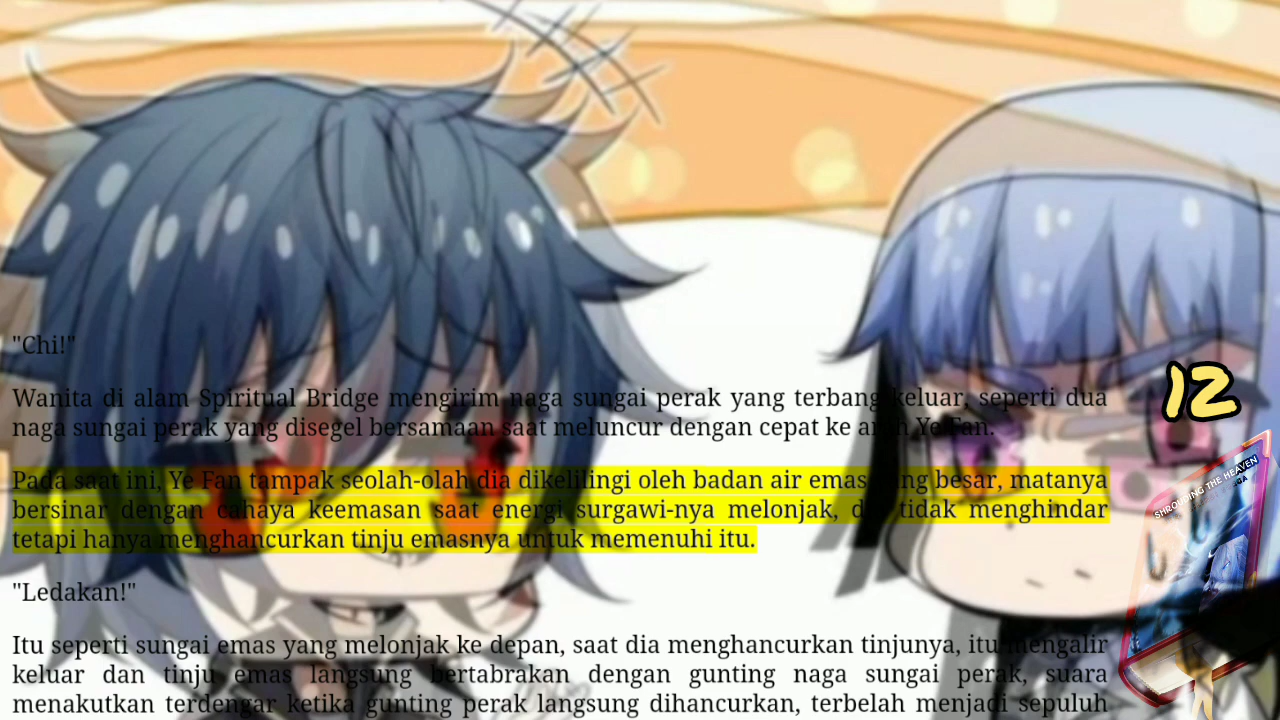 "Chi!"
Wanita di alam Spiritual Bridge mengirim naga sungai perak yang terbang keluar, seperti dua
naga sungai perak yang disegel bersamaan saat meluncur dengan cepat ke arah Ye Fan.
Pada saat ini, Ye Fan tampak seolah-olah dia dikelilingi oleh badan air emas yang besar, matanya
bersinar dengan cahaya keemasan saat energi surgawi-nya melonjak, dia tidak menghindar
tetapi hanya menghancurkan tinju emasnya untuk memenuhi itu.
"Ledakan!"
Itu seperti sungai emas yang melonjak ke depan, saat dia menghancurkan tinjunya, itu mengalir
keluar dan tinju emas langsung bertabrakan dengan gunting naga sungai perak, suara
menakutkan terdengar ketika gunting perak langsung dihancurkan, terbelah menjadi sepuluh
12
SHROUDING THE HEAVEN